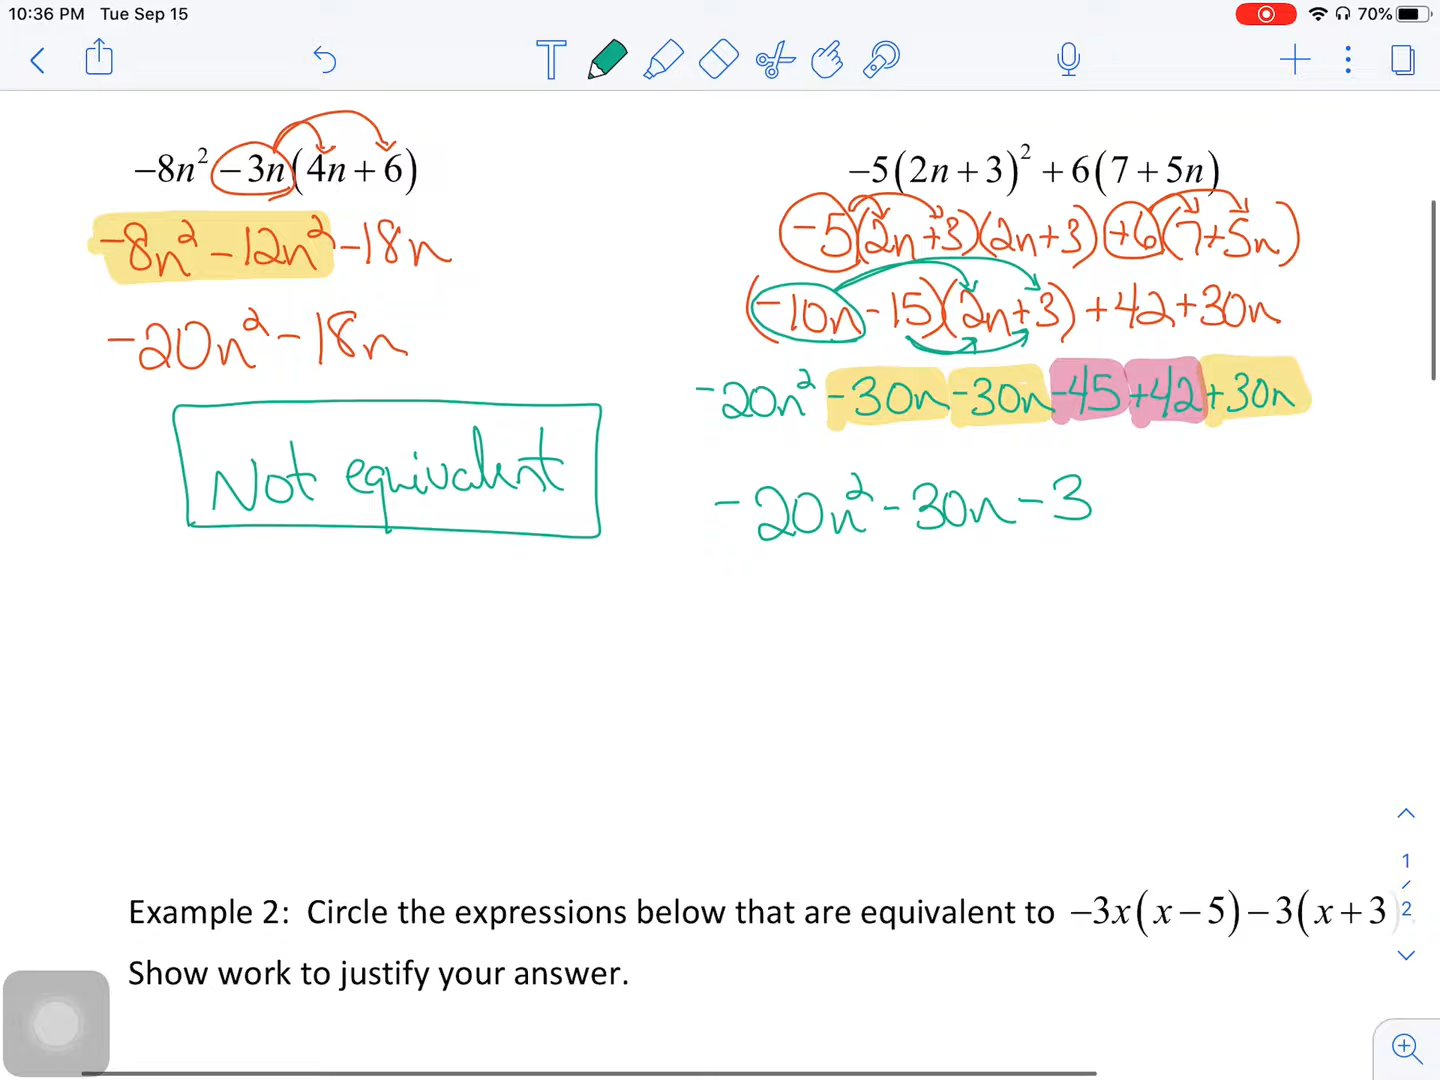 10:36 PM Tue Sep 15 70%
T
-8n² -3n(4n+6)
-8n² -12n² -18n
-20n² -18n
Not equivalent
-5(2n+3)² +6(7+5n)
-5(2n+3)(2n+3)+6(7+5n)
(-10n-15)(2n+3)+42+30n
-20n² -30n -30n -45 +42 +30n
-20n² -30n -3
Example 2: Circle the expressions below that are equivalent to -3x(x-5)-3(x+3)
Show work to justify your answer.
1
/
2